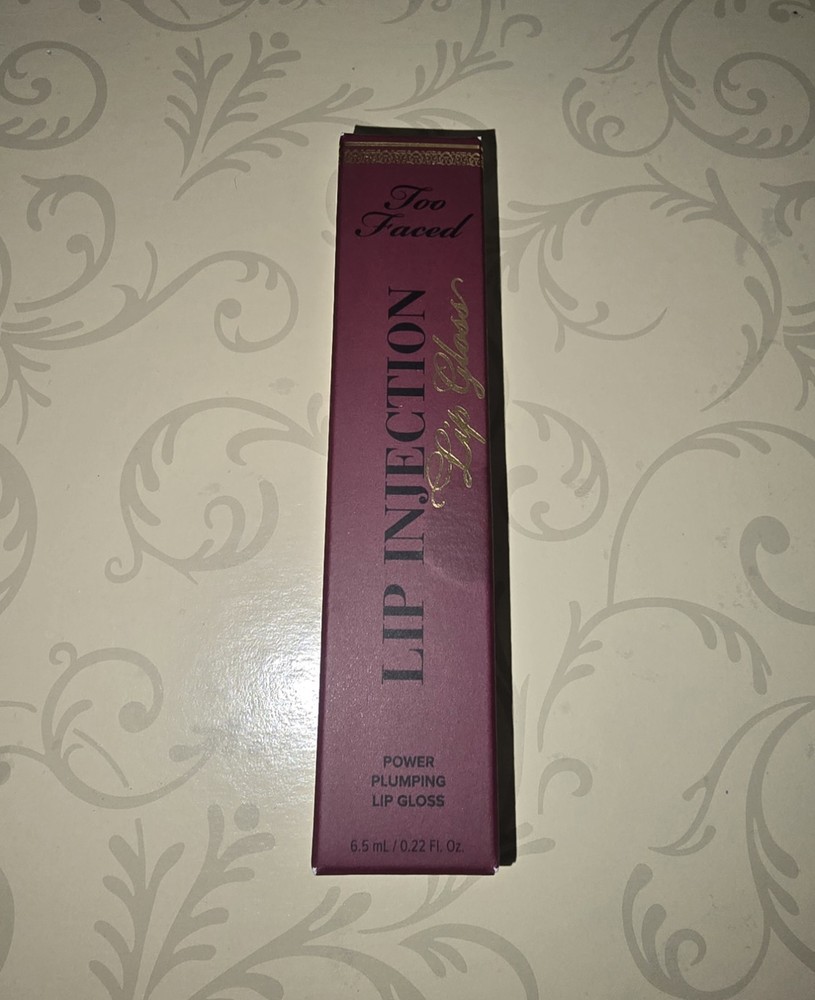 Too
Faced
LIP INJECTION
Lip Gloss
POWER
PLUMPING
LIP GLOSS
6.5 mL / 0.22 Fl. Oz.